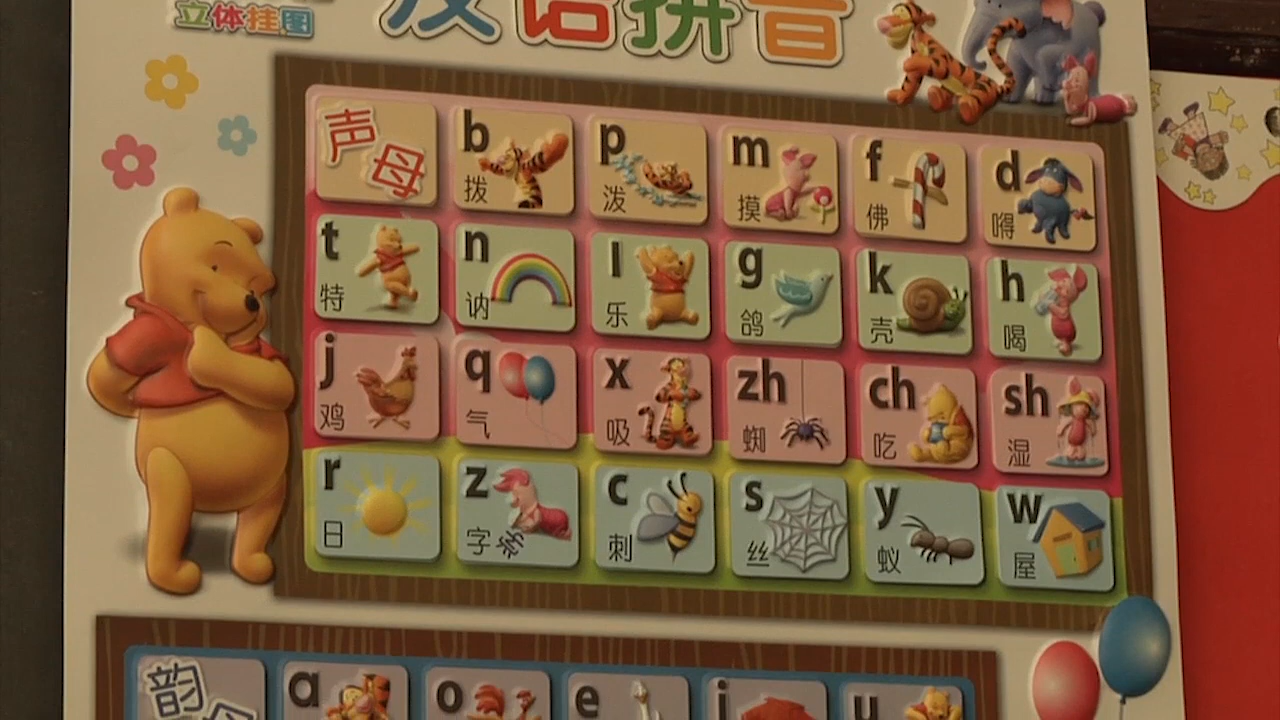 立体挂图
汉语拼音
声母 b 拨 p 泼 m 摸 f 佛 d 嘚
t 特 n 讷 l 乐 g 鸽 k 壳 h 喝
j 鸡 q 气 x 吸 zh 蜘 ch 吃 sh 湿
r 日 z 字 c 刺 s 丝 y 蚁 w 屋
韵母 a o e i u